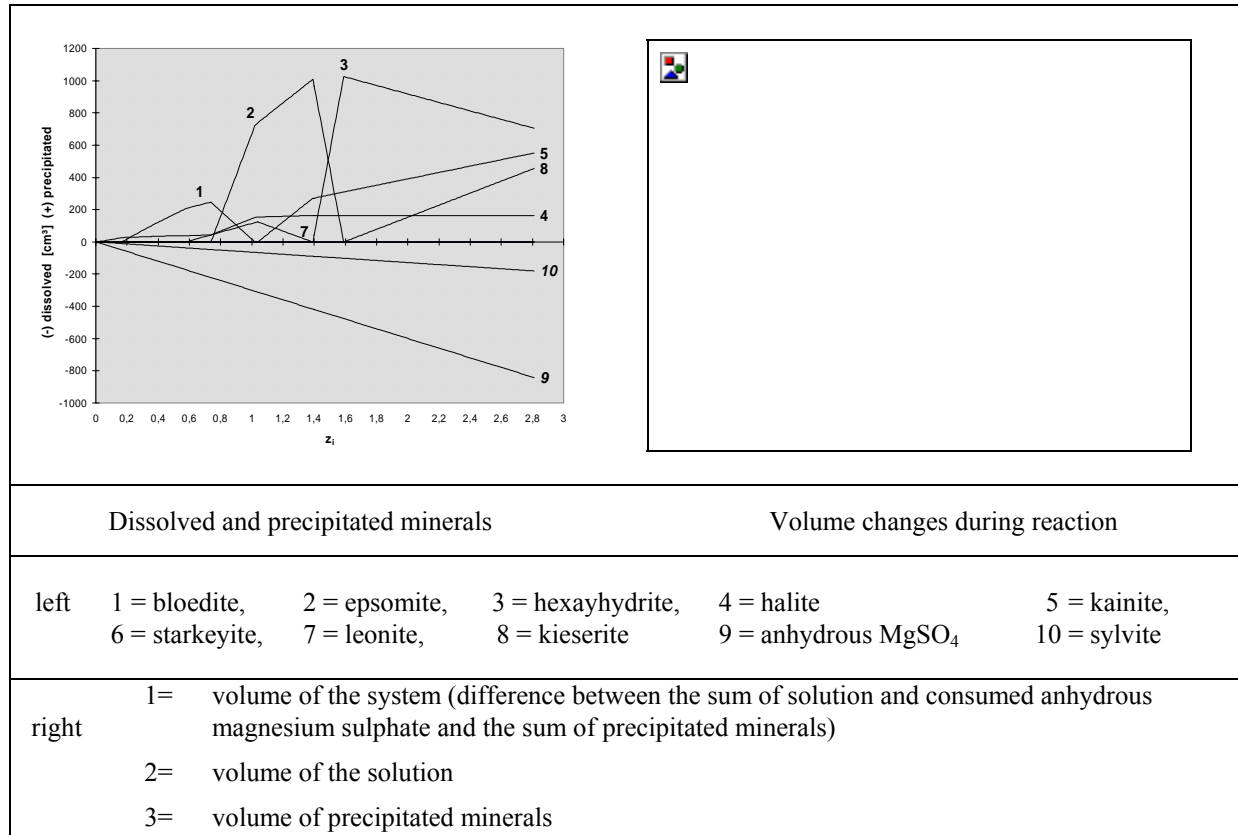 1200
1000
800
600
400
200
0
-200
-400
-600
-800
-1000
(-) dissolved [cm³] (+) precipitated
1
2
3
5
8
4
7
10
9
0 0,2 0,4 0,6 0,8 1 1,2 1,4 1,6 1,8 2 2,2 2,4 2,6 2,8 3
zᵢ
Dissolved and precipitated minerals Volume changes during reaction
left 1 = bloedite, 2 = epsomite, 3 = hexayhydrite, 4 = halite 5 = kainite,
6 = starkeyite, 7 = leonite, 8 = kieserite 9 = anhydrous MgSO₄ 10 = sylvite
1= volume of the system (difference between the sum of solution and consumed anhydrous
right magnesium sulphate and the sum of precipitated minerals)
2= volume of the solution
3= volume of precipitated minerals